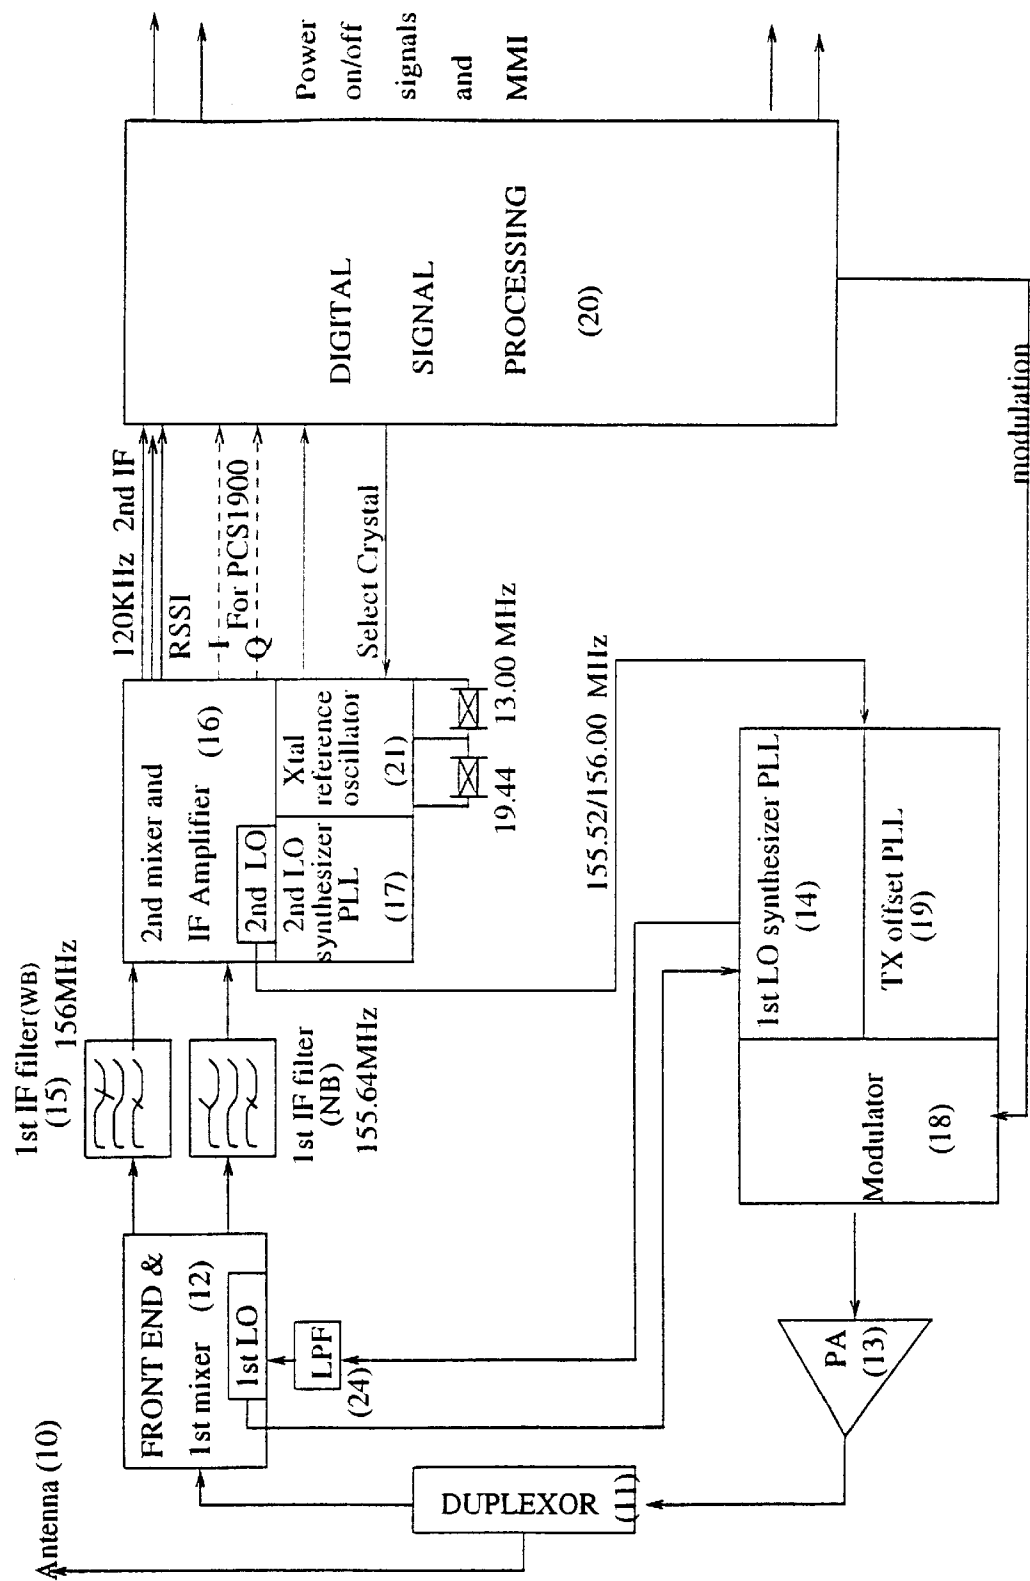 Antenna (10)
DUPLEXOR
(11)
FRONT END &
1st mixer (12)
1st LO
LPF
(24)
1st IF filter(WB)
(15) 156MHz
1st IF filter
(NB)
155.64MHz
2nd mixer and
IF Amplifier (16)
2nd LO
2nd LO
synthesizer
PLL
(17)
Xtal
reference
oscillator
(21)
19.44 13.00 MHz
120KHz 2nd IF
RSSI
I
For PCS1900
Q
Select Crystal
DIGITAL
SIGNAL
PROCESSING
(20)
Power
on/off
signals
and
MMI
155.52/156.00 MHz
1st LO synthesizer PLL
(14)
TX offset PLL
(19)
Modulator
(18)
modulation
PA
(13)